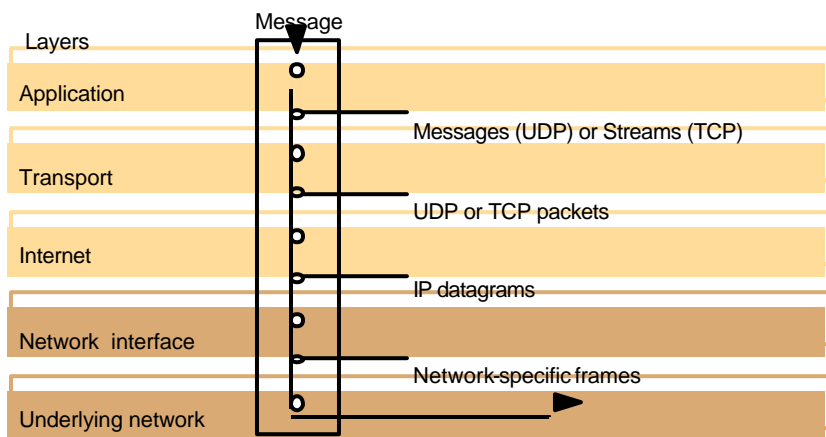 Message
Layers
Application
Messages (UDP) or Streams (TCP)
Transport
UDP or TCP packets
Internet
IP datagrams
Network interface
Network-specific frames
Underlying network